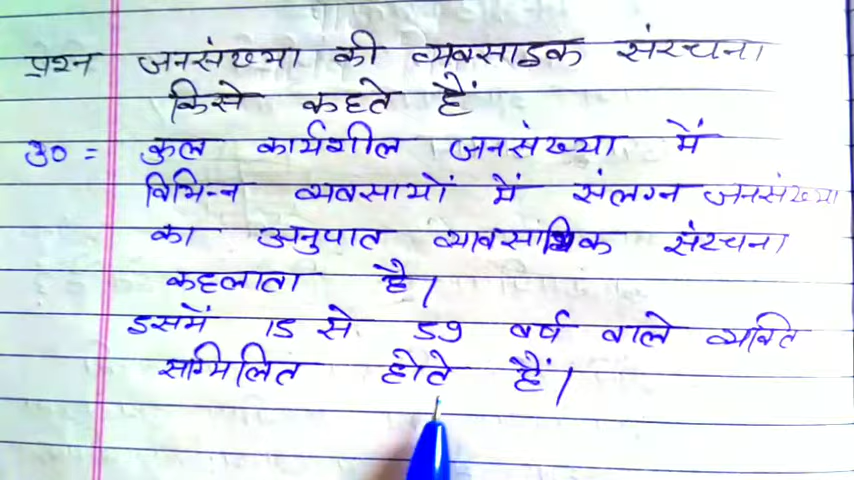 प्रश्न जनसंख्या की व्यवसाइक संरचना
किसे कहते हैं
उ० = कुल कार्यशील जनसंख्या में
विभिन्न व्यवसायों में संलग्न जनसंख्या
का अनुपात व्यावसायिक संरचना
कहलाता है।
इसमें 15 से 59 वर्ष वाले व्यक्ति
सम्मिलित होते हैं।